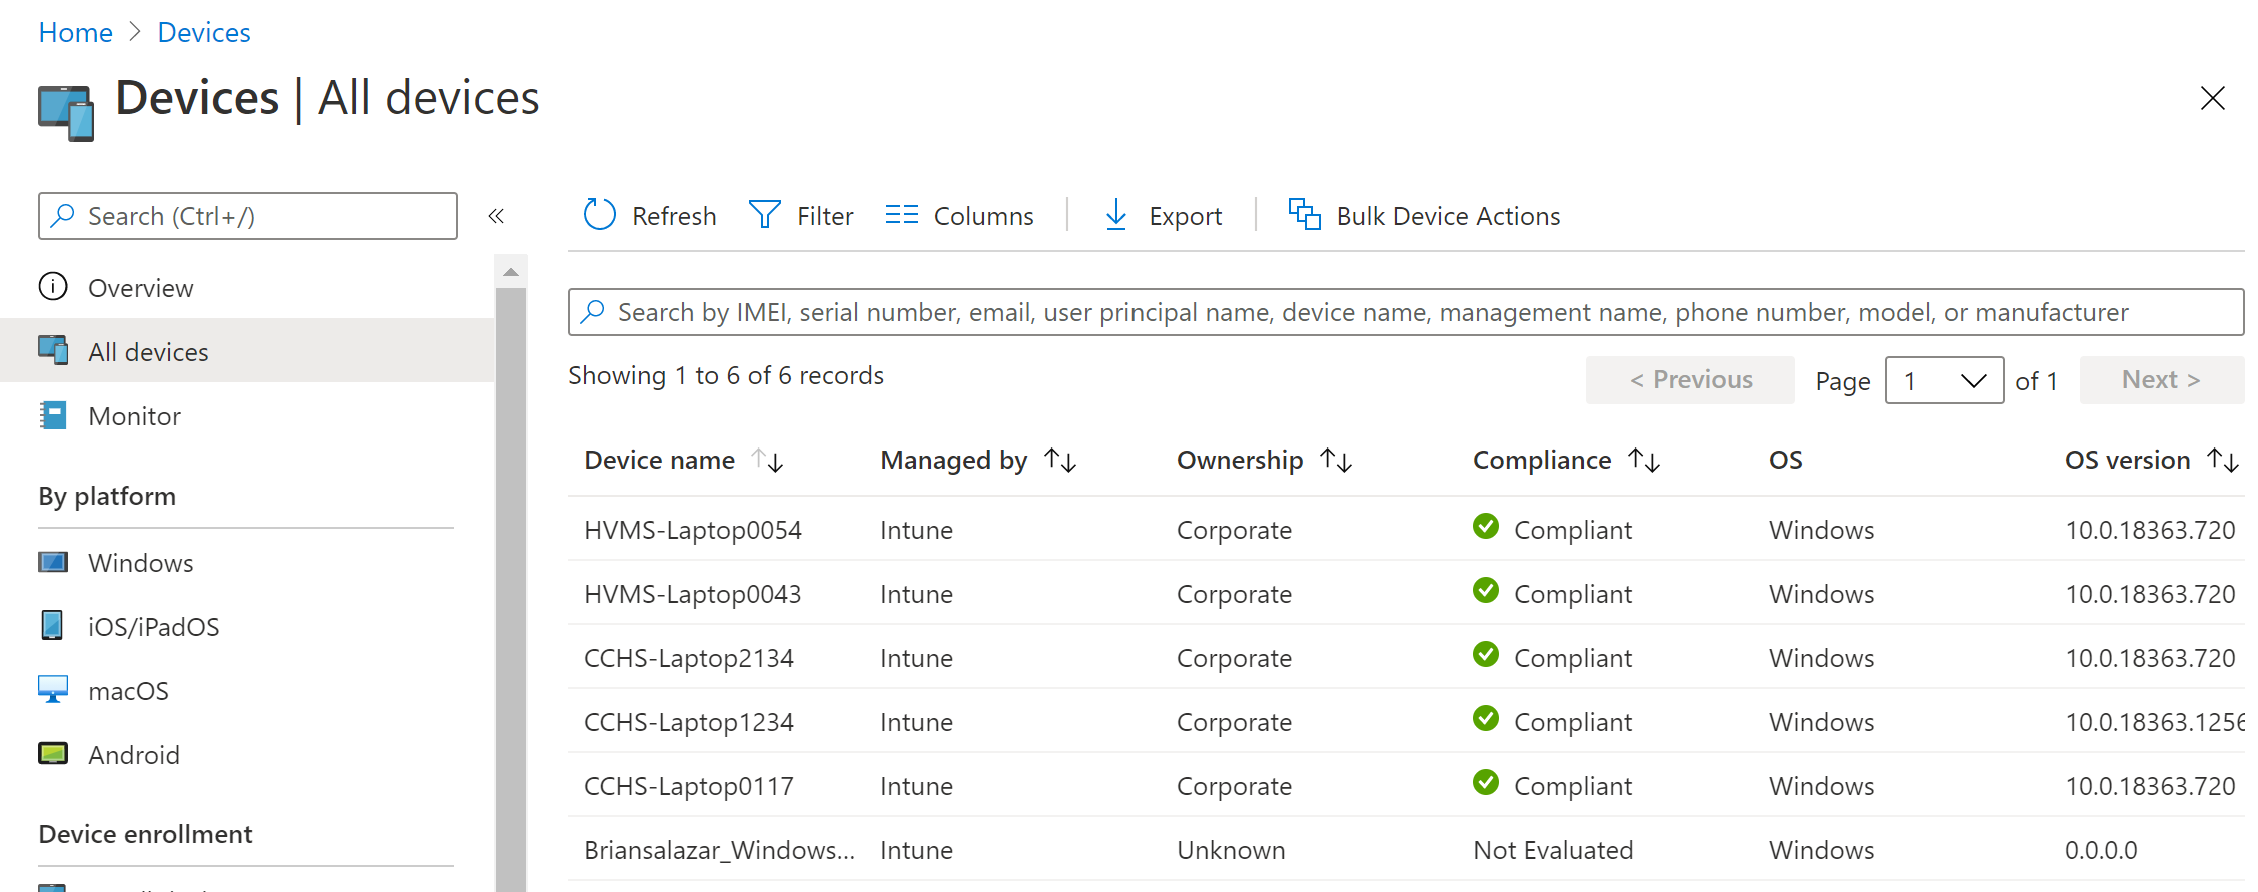 Home > Devices
Devices | All devices
Search (Ctrl+/)
«
Overview
All devices
Monitor
By platform
Windows
iOS/iPadOS
macOS
Android
Device enrollment
Refresh Filter Columns Export Bulk Device Actions
Search by IMEI, serial number, email, user principal name, device name, management name, phone number, model, or manufacturer
Showing 1 to 6 of 6 records
< Previous Page 1 of 1 Next >
Device name Managed by Ownership Compliance OS OS version
HVMS-Laptop0054 Intune Corporate Compliant Windows 10.0.18363.720
HVMS-Laptop0043 Intune Corporate Compliant Windows 10.0.18363.720
CCHS-Laptop2134 Intune Corporate Compliant Windows 10.0.18363.720
CCHS-Laptop1234 Intune Corporate Compliant Windows 10.0.18363.1256
CCHS-Laptop0117 Intune Corporate Compliant Windows 10.0.18363.720
Briansalazar_Windows... Intune Unknown Not Evaluated Windows 0.0.0.0